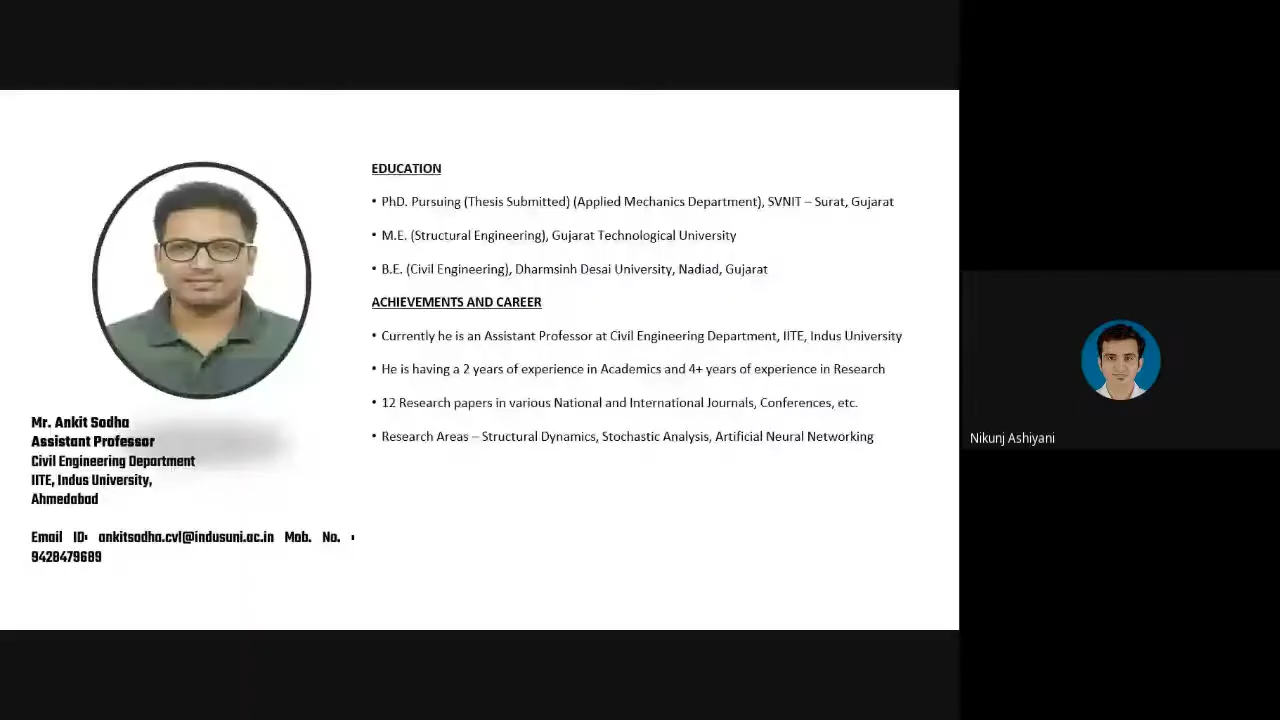 EDUCATION
• PhD. Pursuing (Thesis Submitted) (Applied Mechanics Department), SVNIT – Surat, Gujarat
• M.E. (Structural Engineering), Gujarat Technological University
• B.E. (Civil Engineering), Dharmsinh Desai University, Nadiad, Gujarat
ACHIEVEMENTS AND CAREER
• Currently he is an Assistant Professor at Civil Engineering Department, IITE, Indus University
• He is having a 2 years of experience in Academics and 4+ years of experience in Research
• 12 Research papers in various National and International Journals, Conferences, etc.
• Research Areas – Structural Dynamics, Stochastic Analysis, Artificial Neural Networking
Mr. Ankit Sodha
Assistant Professor
Civil Engineering Department
IITE, Indus University,
Ahmedabad
Email ID: ankitsodha.cvl@indusuni.ac.in Mob. No. :
9428479689
Nikunj Ashiyani